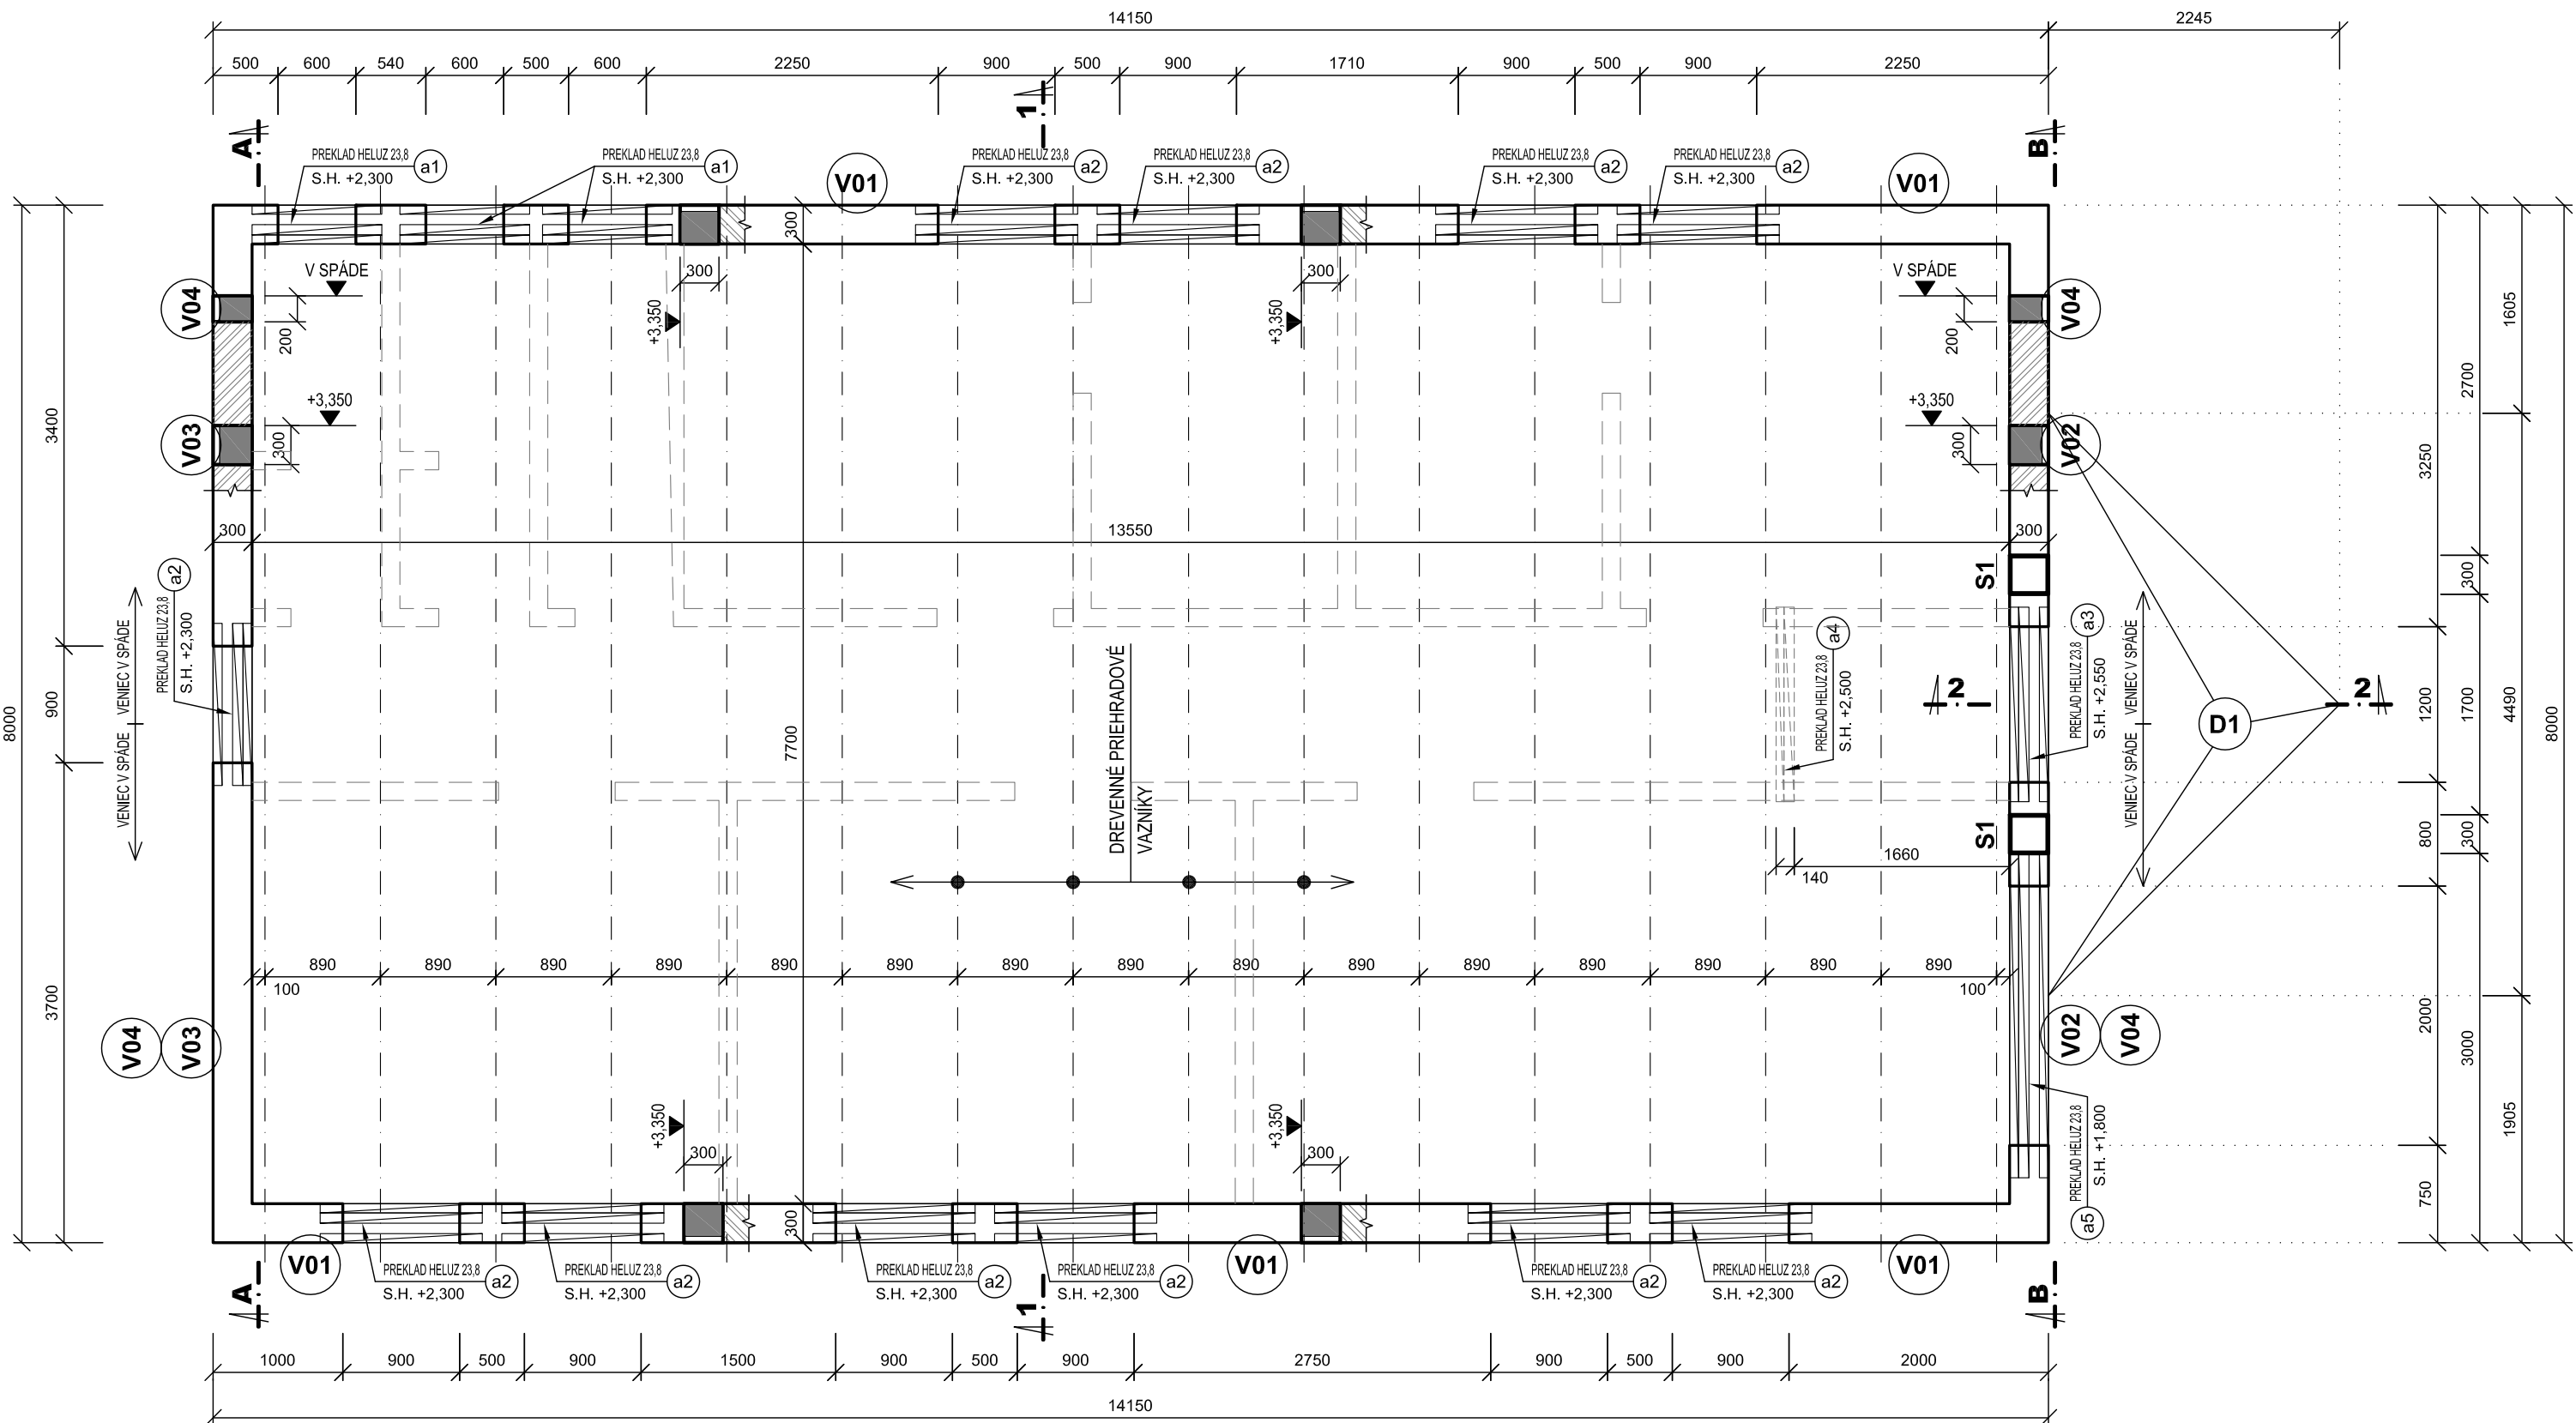 14150
2245
500 600 540 600 500 600 2250 900 500 900 1710 900 500 900 2250
A
1
B
PREKLAD HELUZ 23,8
S.H. +2,300
a1
PREKLAD HELUZ 23,8
S.H. +2,300
a1
V01
PREKLAD HELUZ 23,8
S.H. +2,300
a2
PREKLAD HELUZ 23,8
S.H. +2,300
a2
PREKLAD HELUZ 23,8
S.H. +2,300
a2
PREKLAD HELUZ 23,8
S.H. +2,300
a2
V01
300
V04
V SPÁDE
200
300
+3,350
300
+3,350
V SPÁDE
200
V04
V03
+3,350
300
+3,350
300
V02
300
13550
300
8000
3400
900
3700
VENIEC V SPÁDE
VENIEC V SPÁDE
PREKLAD HELUZ 23,8
S.H. +2,300
a2
7700
DREVENNÉ PRIEHRADOVÉ
VAZNÍKY
PREKLAD HELUZ 23,8
S.H. +2,500
a4
1660
140
S1
S1
2
2
PREKLAD HELUZ 23,8
S.H. +2,550
a3
VENIEC V SPÁDE
VENIEC V SPÁDE
D1
3250
1200
800
2000
750
2700
300
1700
300
3000
1605
4490
1905
8000
100
890 890 890 890 890 890 890 890 890 890 890 890 890 890 890
100
V04
V03
V02
V04
+3,350
300
+3,350
300
300
PREKLAD HELUZ 23,8
S.H. +1,800
a5
V01
PREKLAD HELUZ 23,8
S.H. +2,300
a2
PREKLAD HELUZ 23,8
S.H. +2,300
a2
PREKLAD HELUZ 23,8
S.H. +2,300
a2
PREKLAD HELUZ 23,8
S.H. +2,300
a2
V01
PREKLAD HELUZ 23,8
S.H. +2,300
a2
PREKLAD HELUZ 23,8
S.H. +2,300
a2
V01
A
1
B
1000 900 500 900 1500 900 500 900 2750 900 500 900 2000
14150